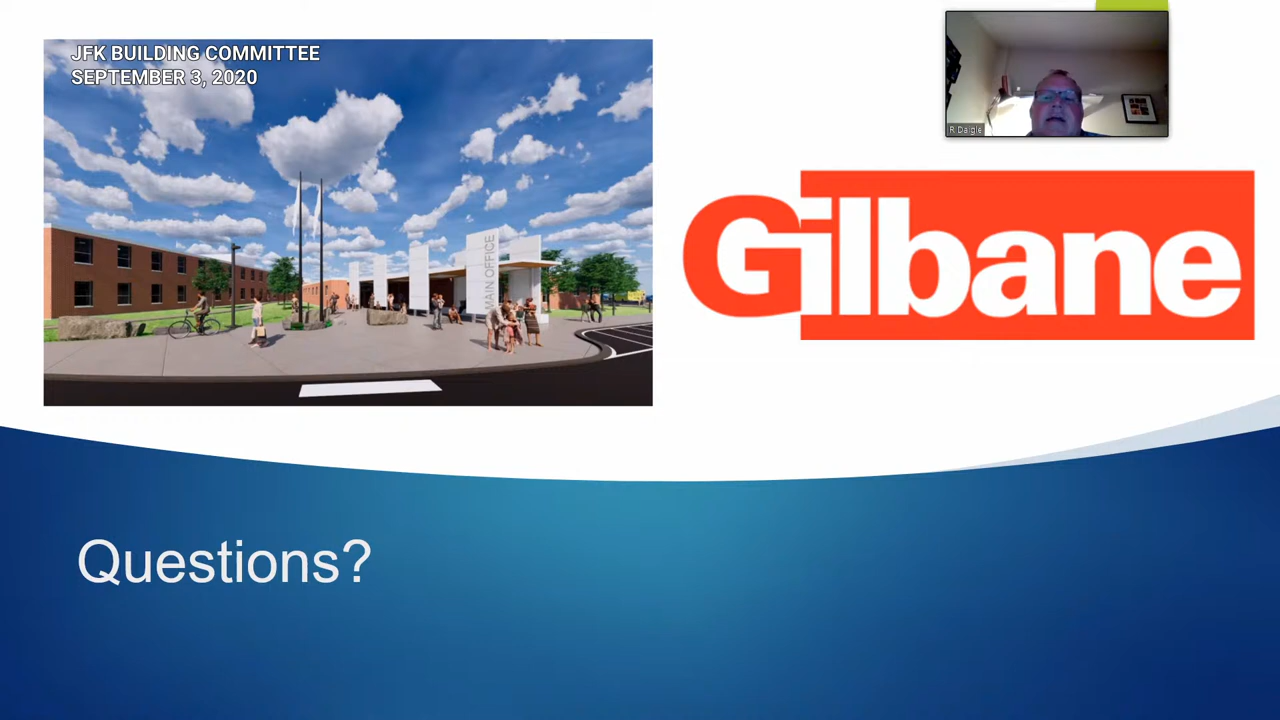 JFK BUILDING COMMITTEE
SEPTEMBER 3, 2020
R Daigle
Gilbane
MAIN OFFICE
Questions?